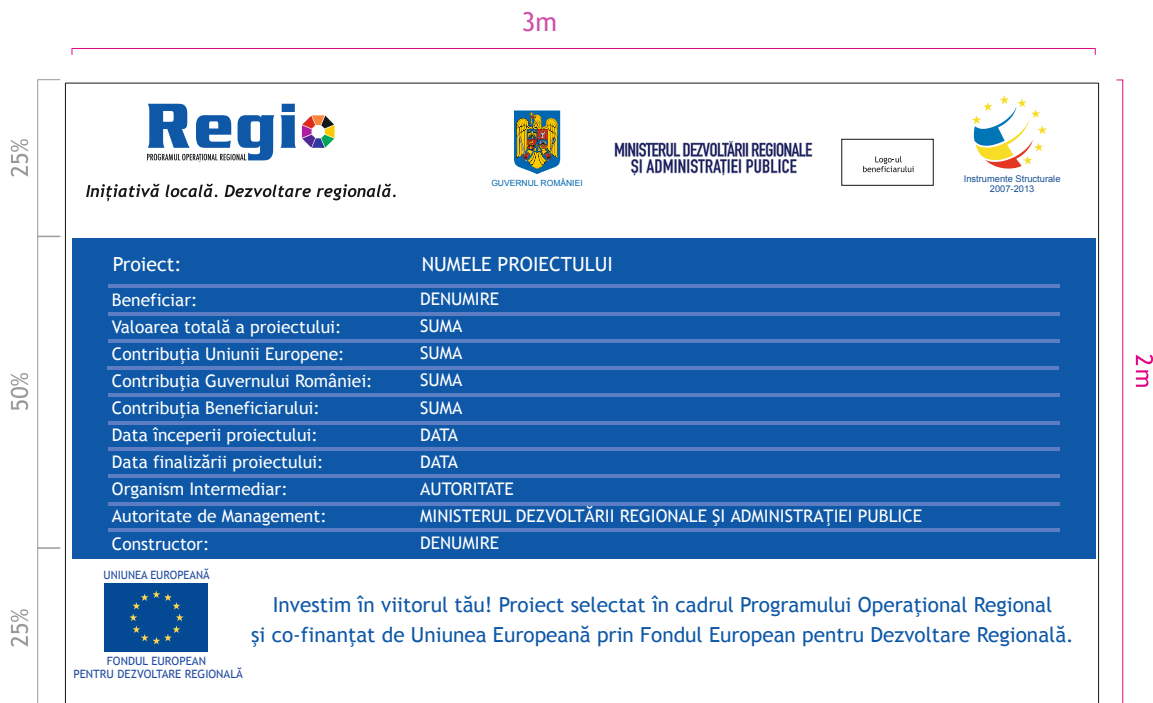 3m
25%
Regio
PROGRAMUL OPERAȚIONAL REGIONAL
Inițiativă locală. Dezvoltare regională.
GUVERNUL ROMÂNIEI
MINISTERUL DEZVOLTĂRII REGIONALE
ȘI ADMINISTRAȚIEI PUBLICE
Logo-ul
beneficiarului
Instrumente Structurale
2007-2013
50%
2m
Proiect: NUMELE PROIECTULUI
Beneficiar: DENUMIRE
Valoarea totală a proiectului: SUMA
Contribuția Uniunii Europene: SUMA
Contribuția Guvernului României: SUMA
Contribuția Beneficiarului: SUMA
Data începerii proiectului: DATA
Data finalizării proiectului: DATA
Organism Intermediar: AUTORITATE
Autoritate de Management: MINISTERUL DEZVOLTĂRII REGIONALE ȘI ADMINISTRAȚIEI PUBLICE
Constructor: DENUMIRE
25%
UNIUNEA EUROPEANĂ
FONDUL EUROPEAN
PENTRU DEZVOLTARE REGIONALĂ
Investim în viitorul tău! Proiect selectat în cadrul Programului Operațional Regional
și co-finanțat de Uniunea Europeană prin Fondul European pentru Dezvoltare Regională.